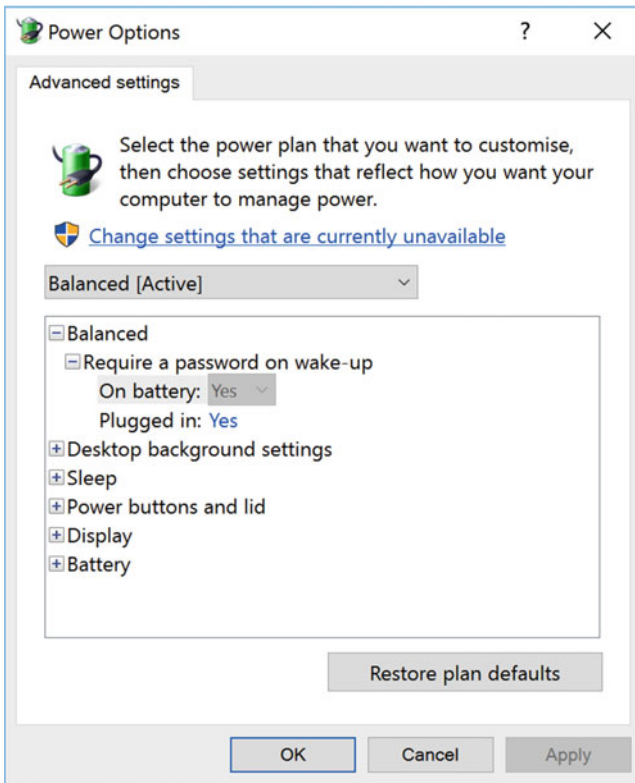 Power Options
?
Advanced settings
Select the power plan that you want to customise,
then choose settings that reflect how you want your
computer to manage power.
Change settings that are currently unavailable
Balanced [Active]
Balanced
Require a password on wake-up
On battery: Yes
Plugged in: Yes
Desktop background settings
Sleep
Power buttons and lid
Display
Battery
Restore plan defaults
OK Cancel Apply